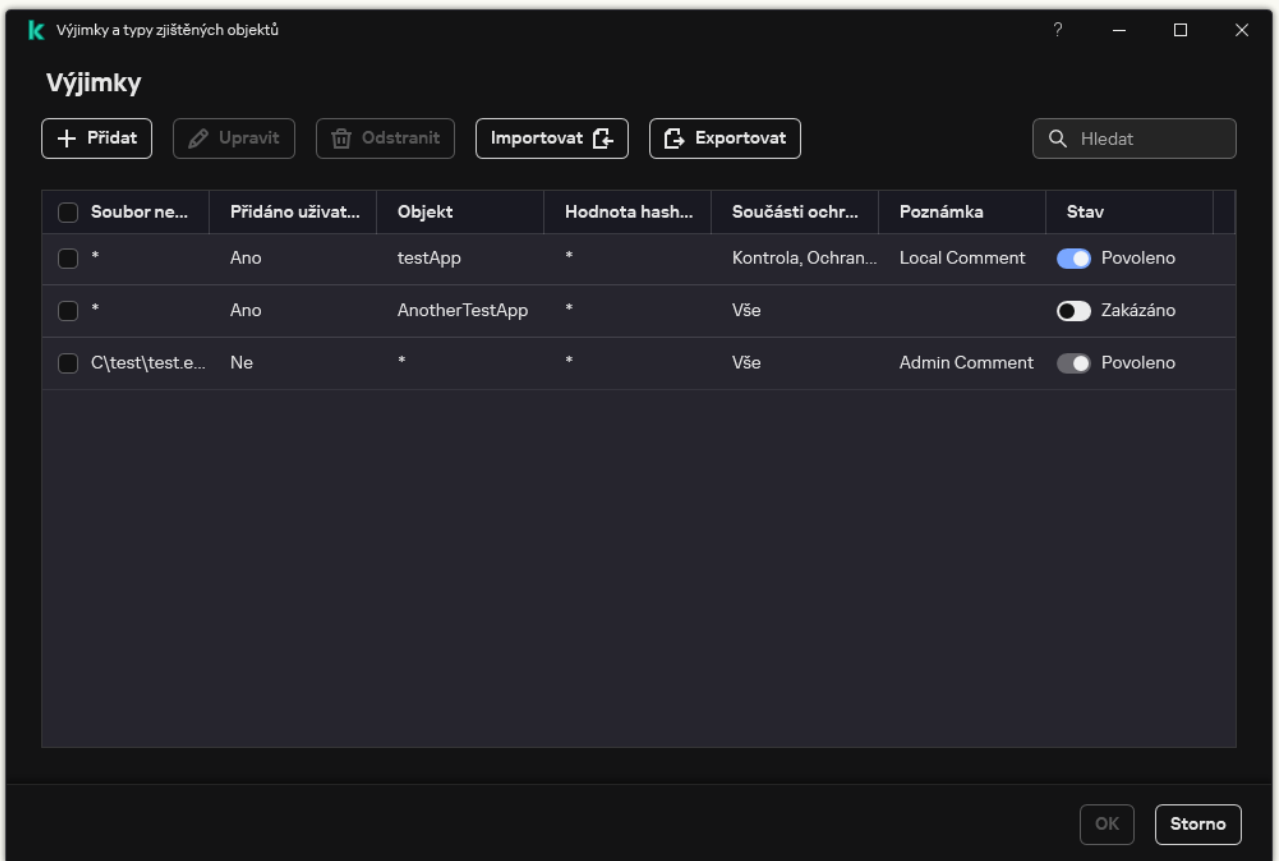 Výjimky a typy zjištěných objektů ?
Výjimky
Přidat Upravit Odstranit Importovat Exportovat Hledat
Soubor ne... Přidáno uživat... Objekt Hodnota hash... Součásti ochr... Poznámka Stav
* Ano testApp * Kontrola, Ochran... Local Comment Povoleno
* Ano AnotherTestApp * Vše Zakázáno
C\test\test.e... Ne * * Vše Admin Comment Povoleno
OK Storno